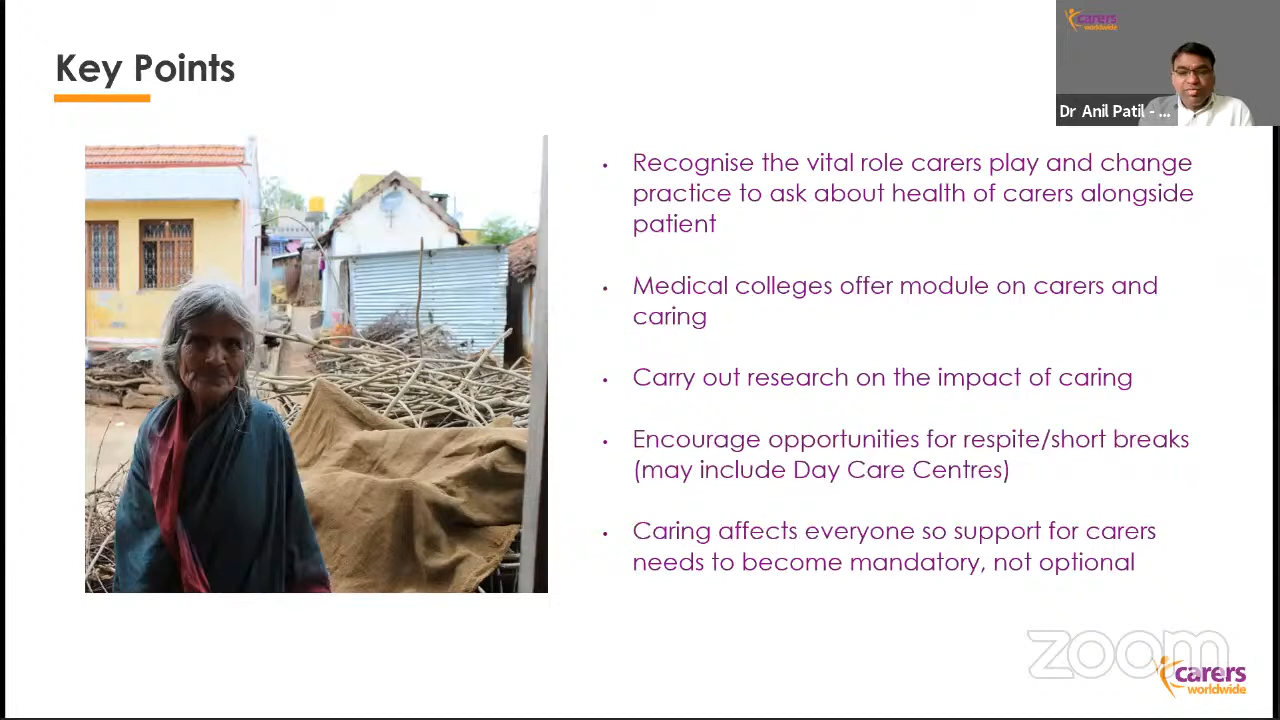 Key Points
carers
worldwide
Dr Anil Patil - ...
• Recognise the vital role carers play and change
practice to ask about health of carers alongside
patient
• Medical colleges offer module on carers and
caring
• Carry out research on the impact of caring
• Encourage opportunities for respite/short breaks
(may include Day Care Centres)
• Caring affects everyone so support for carers
needs to become mandatory, not optional
zoom
carers
worldwide